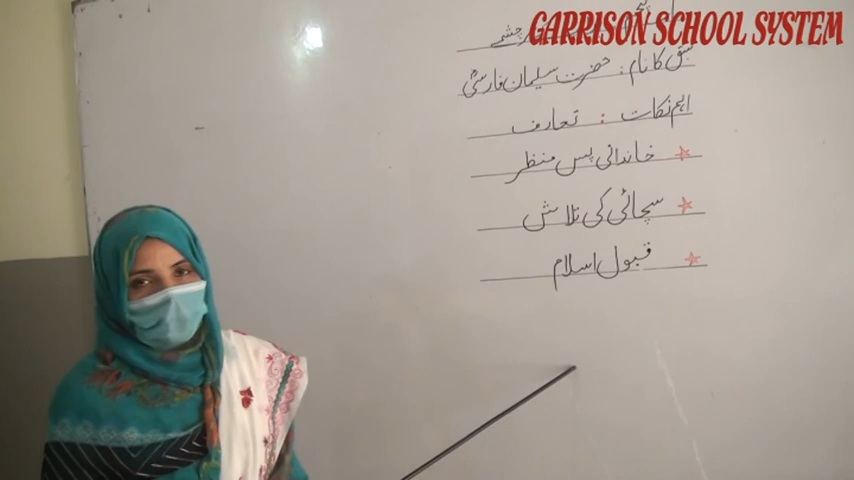 GARRISON SCHOOL SYSTEM
سبق کا نام : حضرت سلیمان فارسیؓ
اہم نکات : تعارف
خاندانی پس منظر
سچائی کی تلاش
قبول اسلام